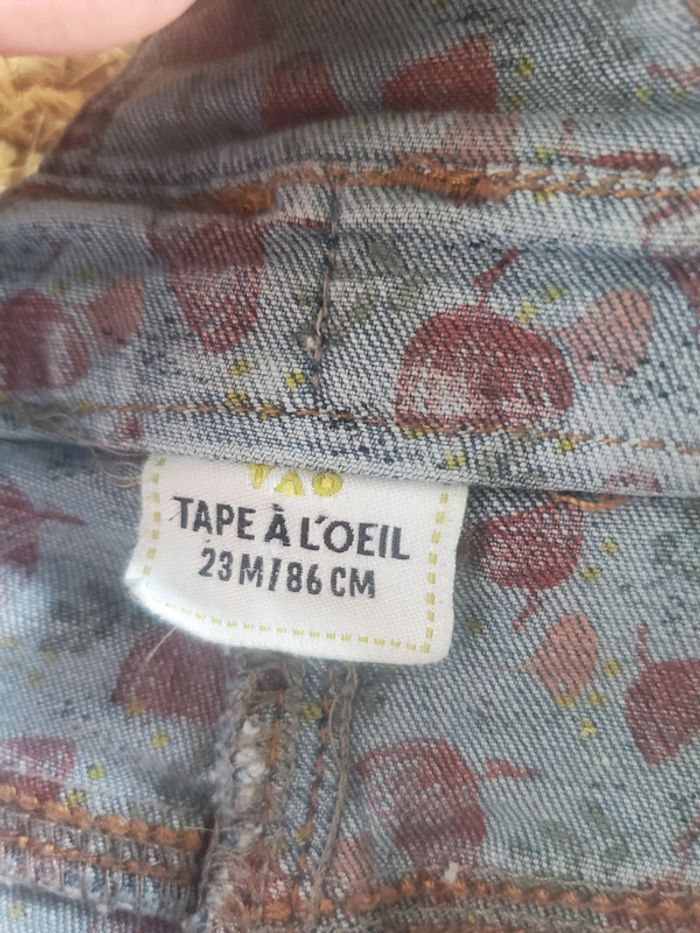 TAO
TAPE À L'OEIL
23M/86CM